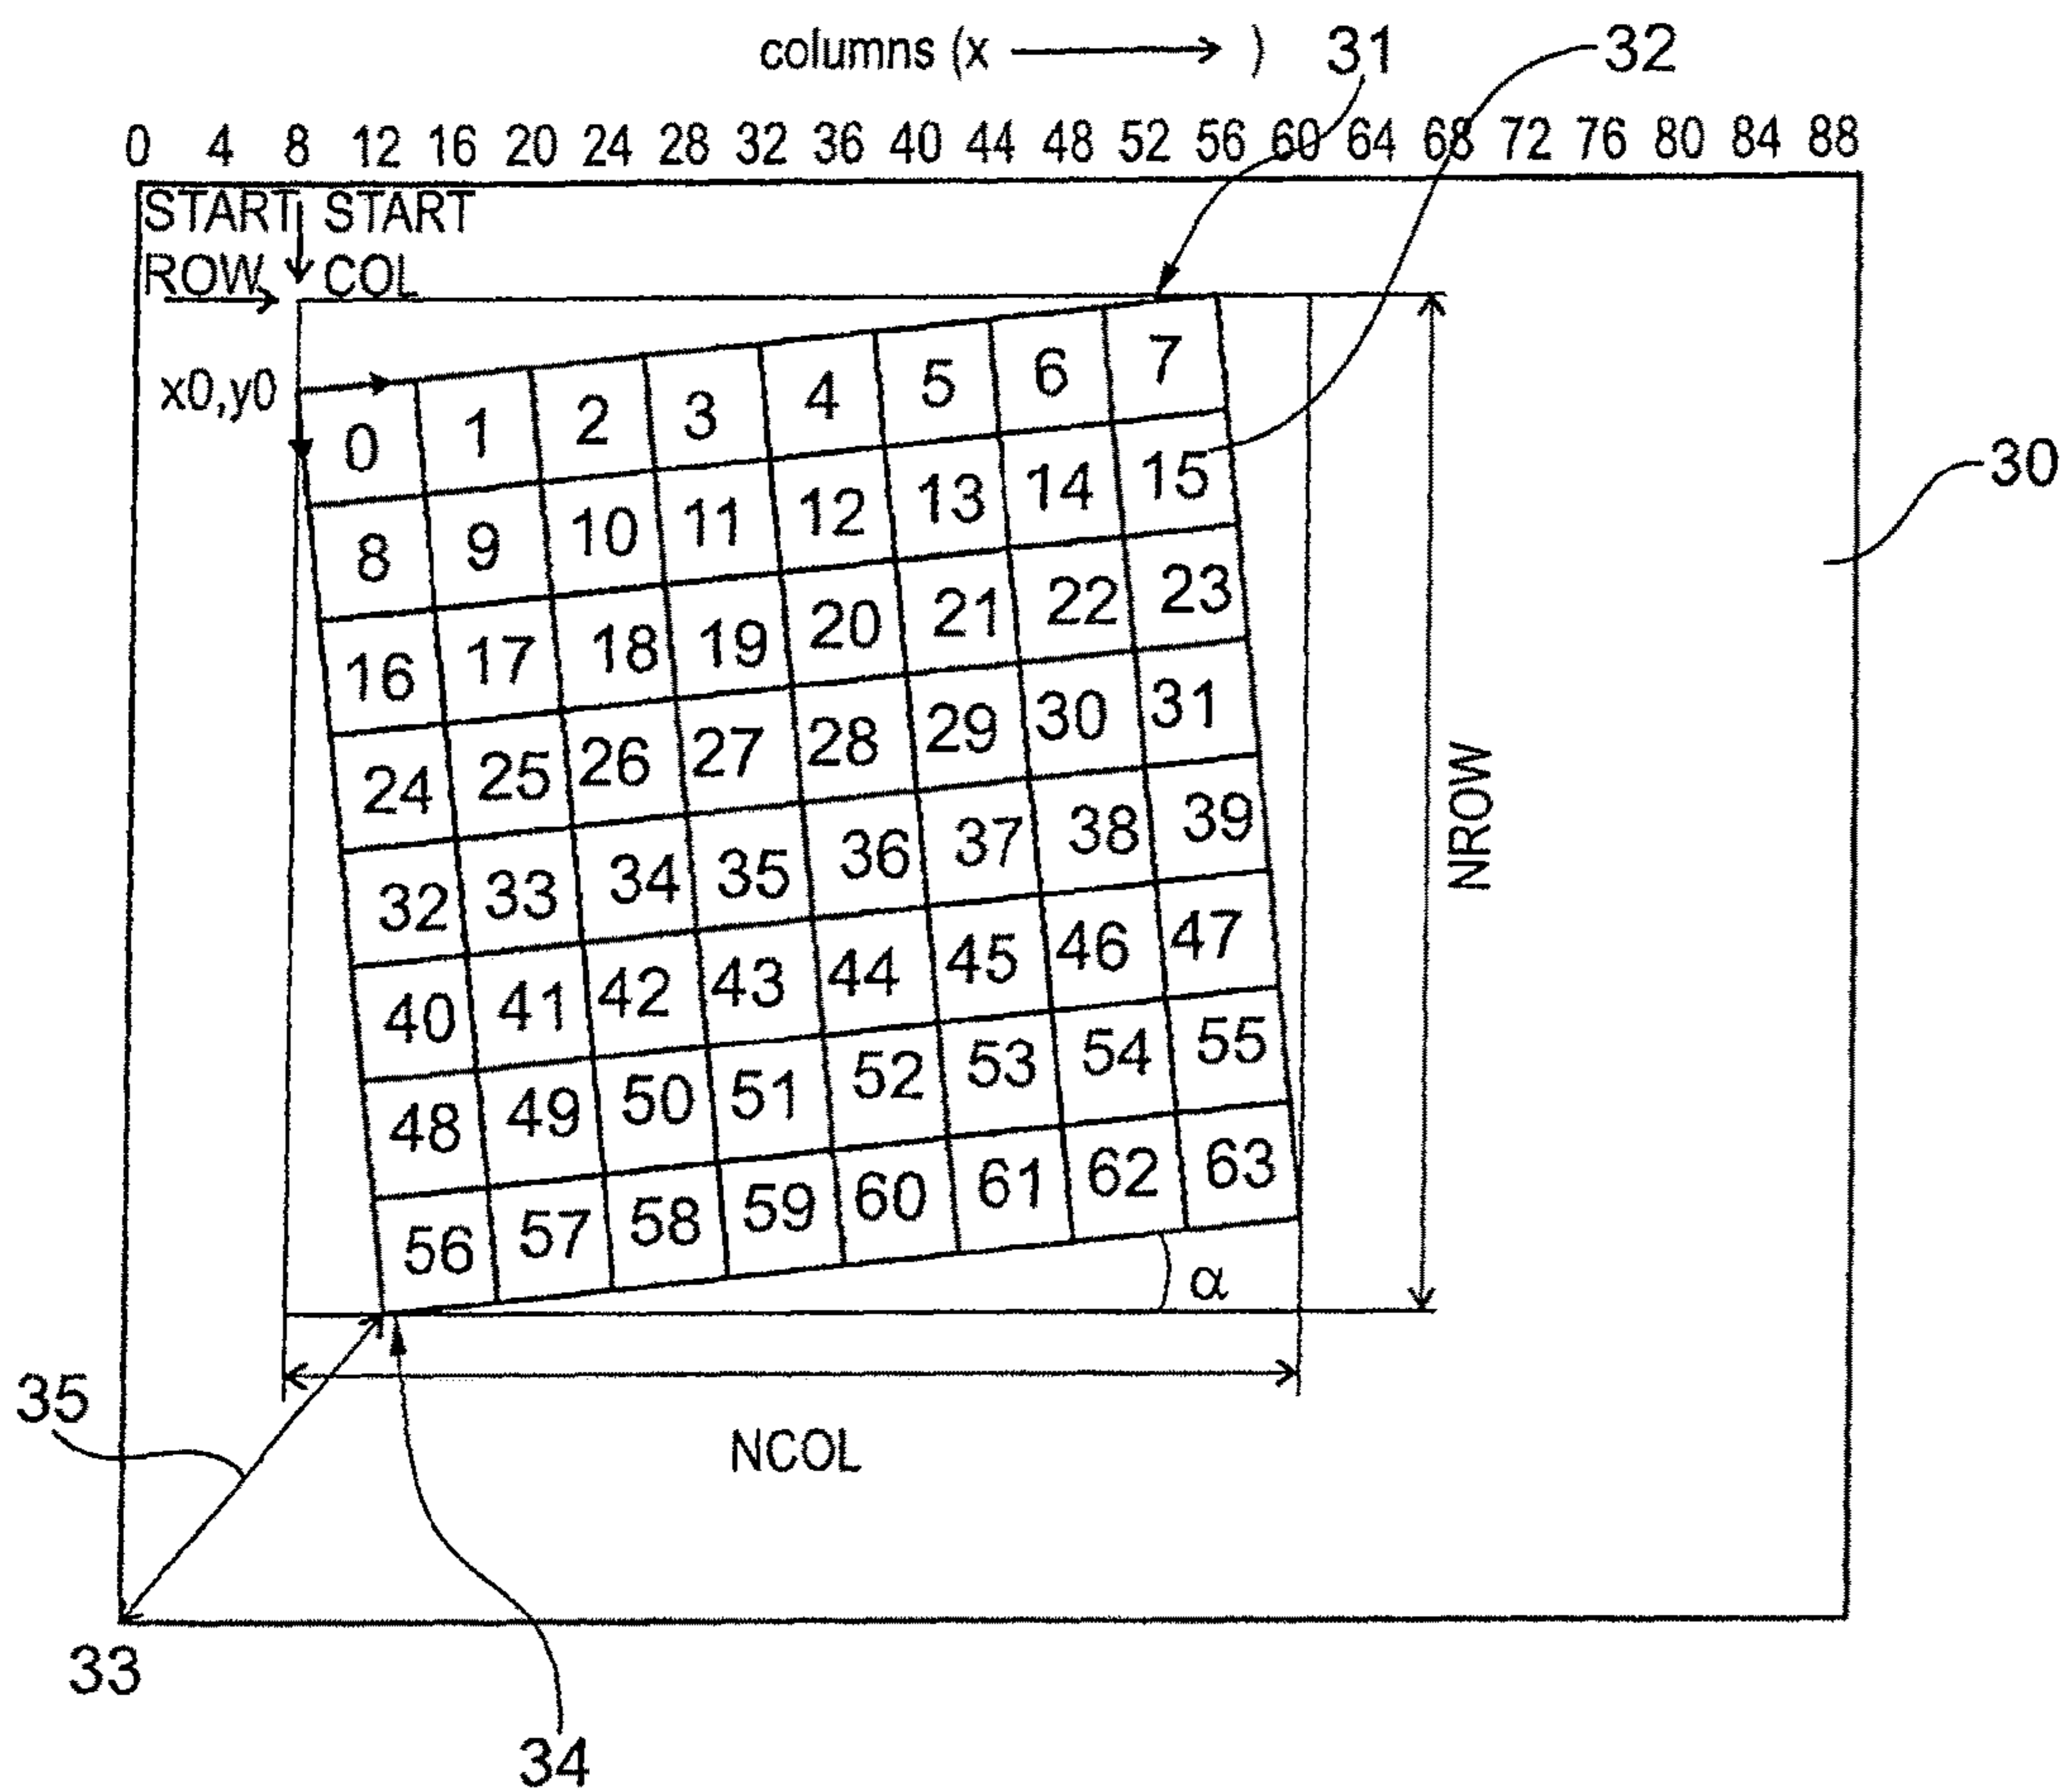 columns (x ) 31 32
0 4 8 12 16 20 24 28 32 36 40 44 48 52 56 60 64 68 72 76 80 84 88
START START
ROW COL
x0,y0
0 1 2 3 4 5 6 7
8 9 10 11 12 13 14 15
16 17 18 19 20 21 22 23
24 25 26 27 28 29 30 31
32 33 34 35 36 37 38 39
40 41 42 43 44 45 46 47
48 49 50 51 52 53 54 55
56 57 58 59 60 61 62 63
30
NROW
α
35
NCOL
33
34